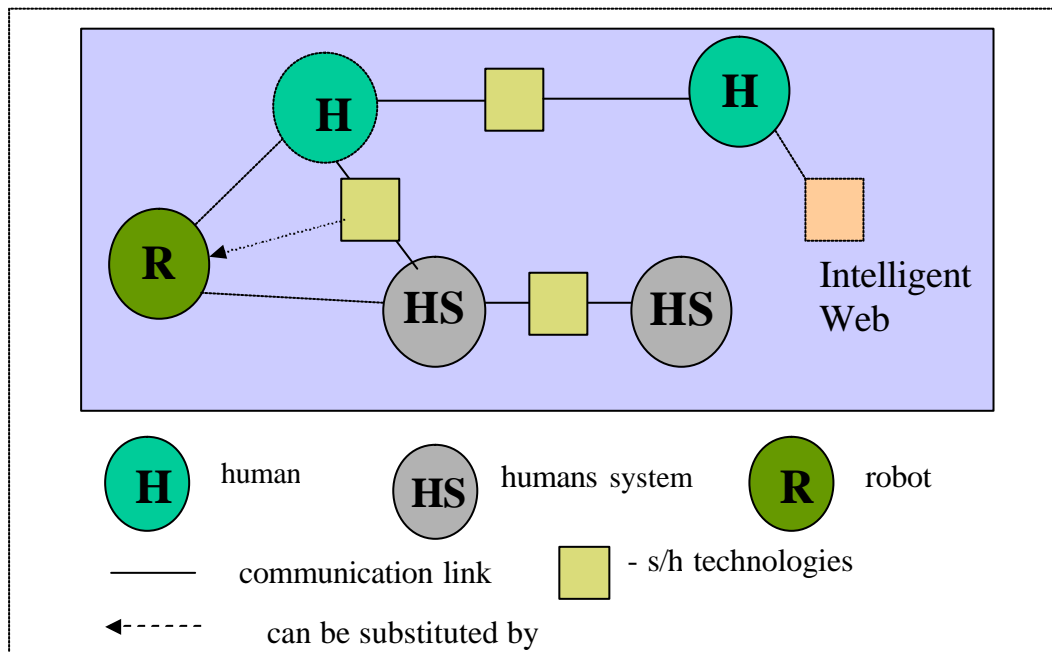 H
H
R
HS
HS
Intelligent
Web
H human
HS humans system
R robot
communication link
- s/h technologies
can be substituted by